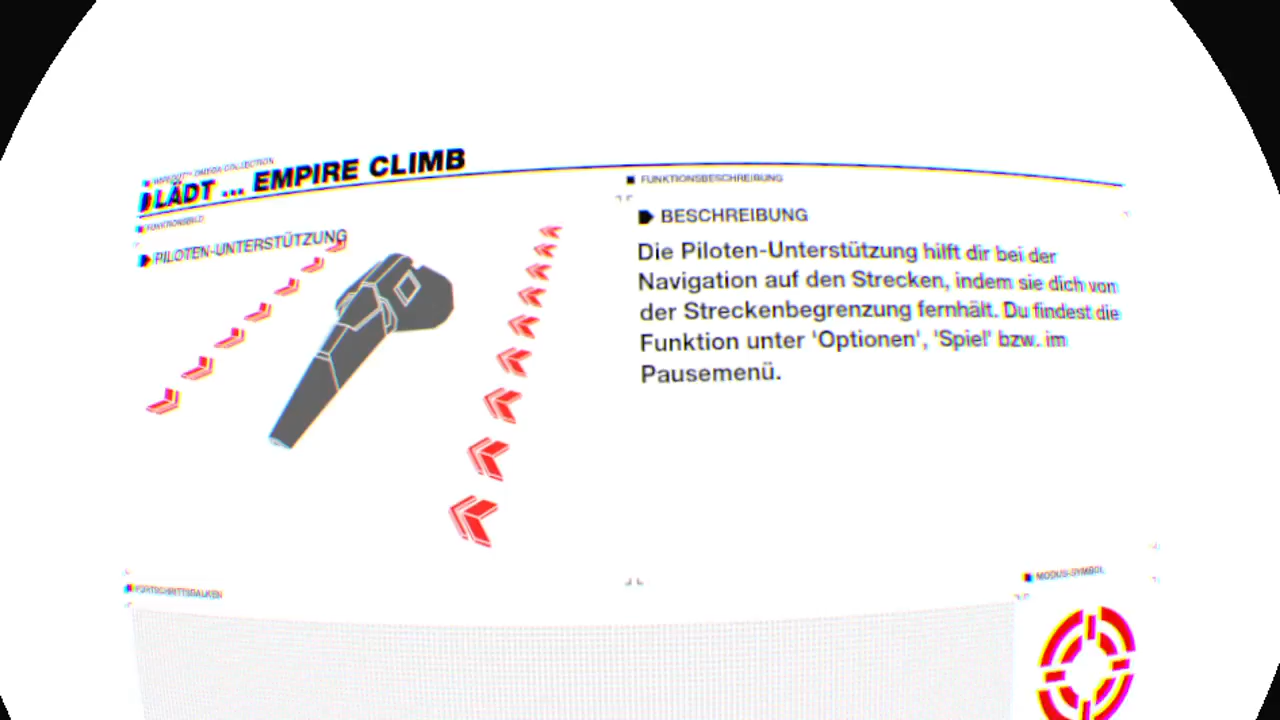 WIPEOUT™ OMEGA COLLECTION
LÄDT ... EMPIRE CLIMB
FUNKTIONSBILD
PILOTEN-UNTERSTÜTZUNG
FUNKTIONSBESCHREIBUNG
BESCHREIBUNG
Die Piloten-Unterstützung hilft dir bei der
Navigation auf den Strecken, indem sie dich von
der Streckenbegrenzung fernhält. Du findest die
Funktion unter 'Optionen', 'Spiel' bzw. im
Pausemenü.
FORTSCHRITTSBALKEN
MODUS-SYMBOL